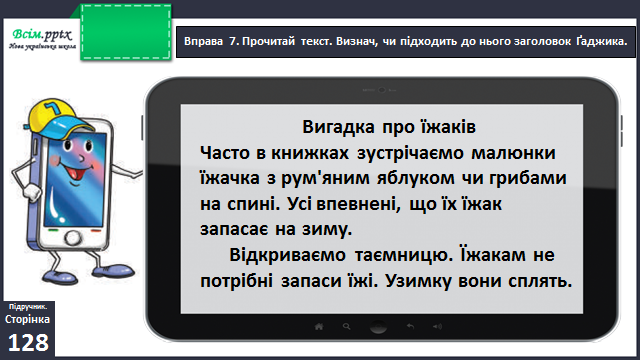 Всім.pptx
Нова українська школа
Вправа 7. Прочитай текст. Визнач, чи підходить до нього заголовок Ґаджика.
Вигадка про їжаків
Часто в книжках зустрічаємо малюнки
їжачка з рум'яним яблуком чи грибами
на спині. Усі впевнені, що їх їжак
запасає на зиму.
Відкриваємо таємницю. Їжакам не
потрібні запаси їжі. Узимку вони сплять.
Підручник.
Сторінка
128